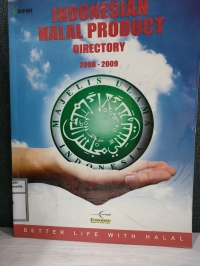 INDONESIAN
HALAL PRODUCT
DIRECTORY
2008 - 2009
MAJELIS ULAMA
INDONESIA
BETTER LIFE WITH HALAL